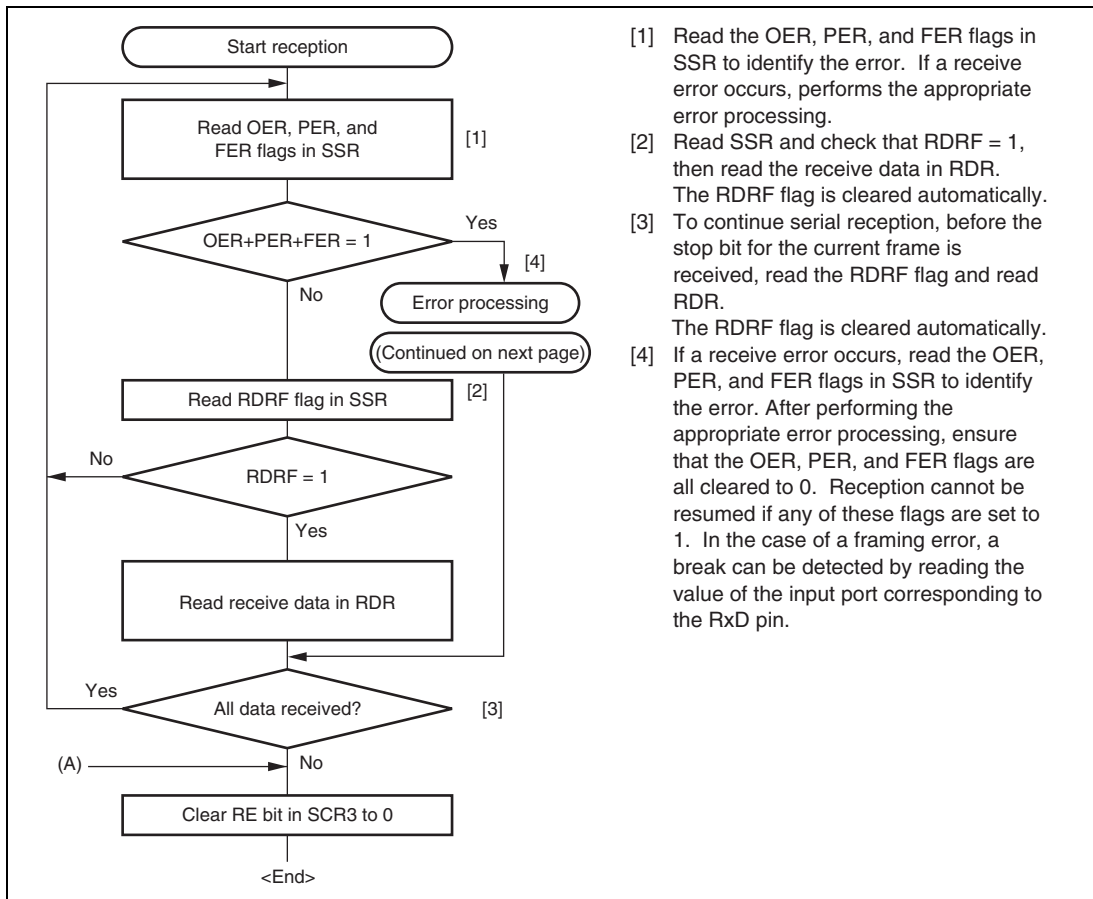 Start reception
Read OER, PER, and
FER flags in SSR
[1]
OER+PER+FER = 1
Yes
[4]
No
Error processing
(Continued on next page)
Read RDRF flag in SSR
[2]
No
RDRF = 1
Yes
Read receive data in RDR
Yes
All data received?
[3]
(A)
No
Clear RE bit in SCR3 to 0
<End>
[1] Read the OER, PER, and FER flags in
SSR to identify the error. If a receive
error occurs, performs the appropriate
error processing.
[2] Read SSR and check that RDRF = 1,
then read the receive data in RDR.
The RDRF flag is cleared automatically.
[3] To continue serial reception, before the
stop bit for the current frame is
received, read the RDRF flag and read
RDR.
The RDRF flag is cleared automatically.
[4] If a receive error occurs, read the OER,
PER, and FER flags in SSR to identify
the error. After performing the
appropriate error processing, ensure
that the OER, PER, and FER flags are
all cleared to 0. Reception cannot be
resumed if any of these flags are set to
1. In the case of a framing error, a
break can be detected by reading the
value of the input port corresponding to
the RxD pin.